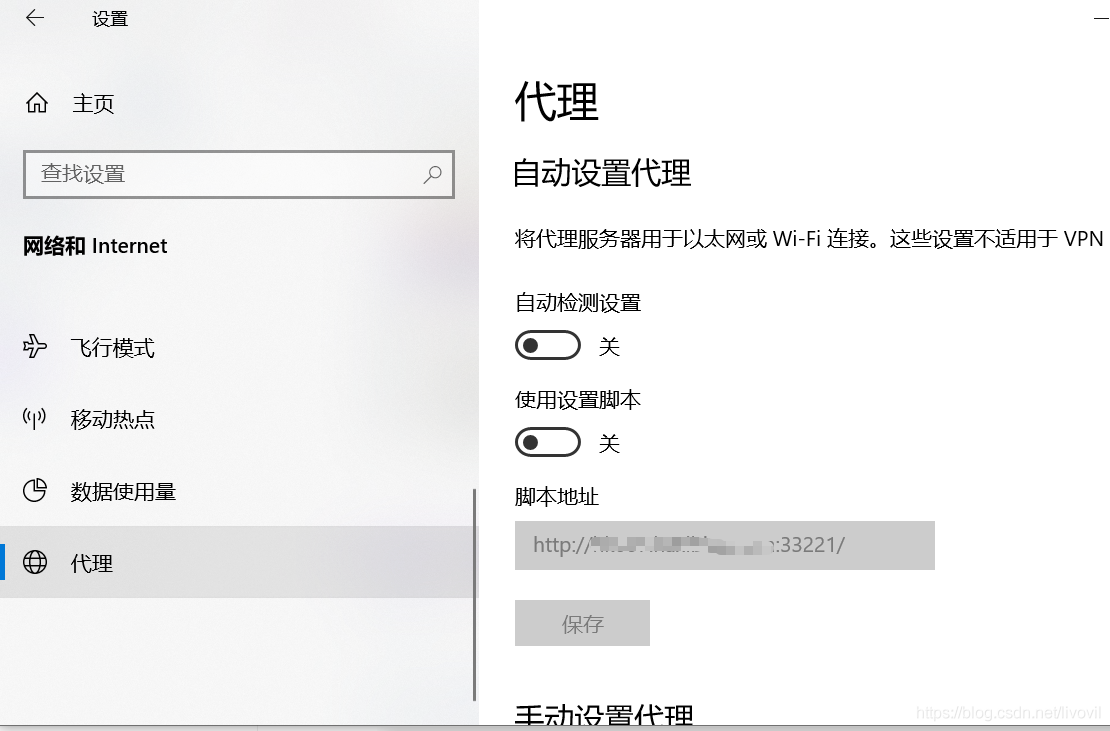 设置
主页
查找设置
网络和 Internet
飞行模式
移动热点
数据使用量
代理
代理
自动设置代理
将代理服务器用于以太网或 Wi-Fi 连接。这些设置不适用于 VPN
自动检测设置
关
使用设置脚本
关
脚本地址
http:// :33221/
保存
手动设置代理
https://blog.csdn.net/livovil